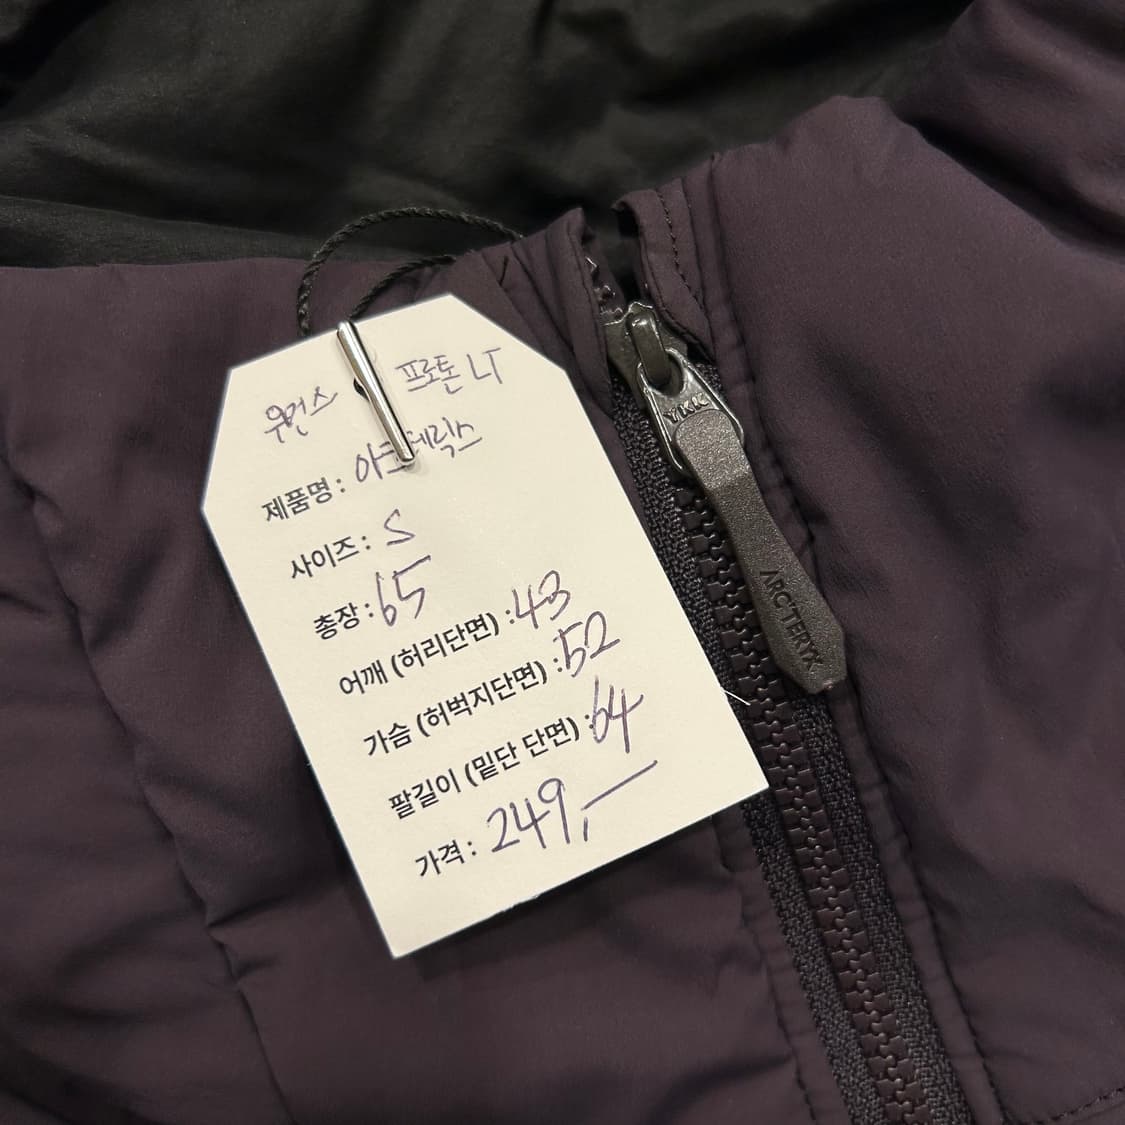 우먼스 프로톤 LT
제품명 : 아크테릭스
사이즈 : S
총장 : 65
어깨 (허리단면) : 43
가슴 (허벅지단면) : 52
팔길이 (밑단 단면) : 64
가격 : 249,—
YKK
ARC'TERYX